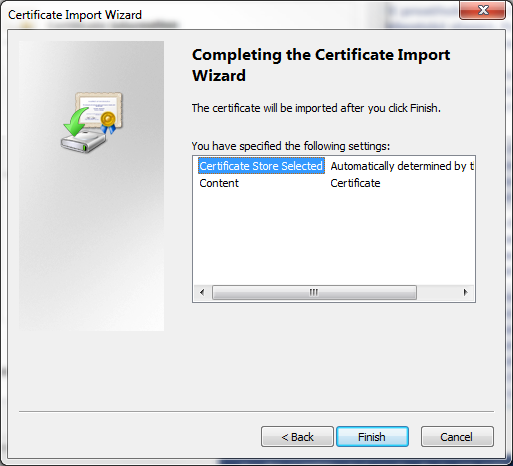 Certificate Import Wizard
Completing the Certificate Import
Wizard
The certificate will be imported after you click Finish.
You have specified the following settings:
Certificate Store Selected Automatically determined by t
Content Certificate
< Back Finish Cancel